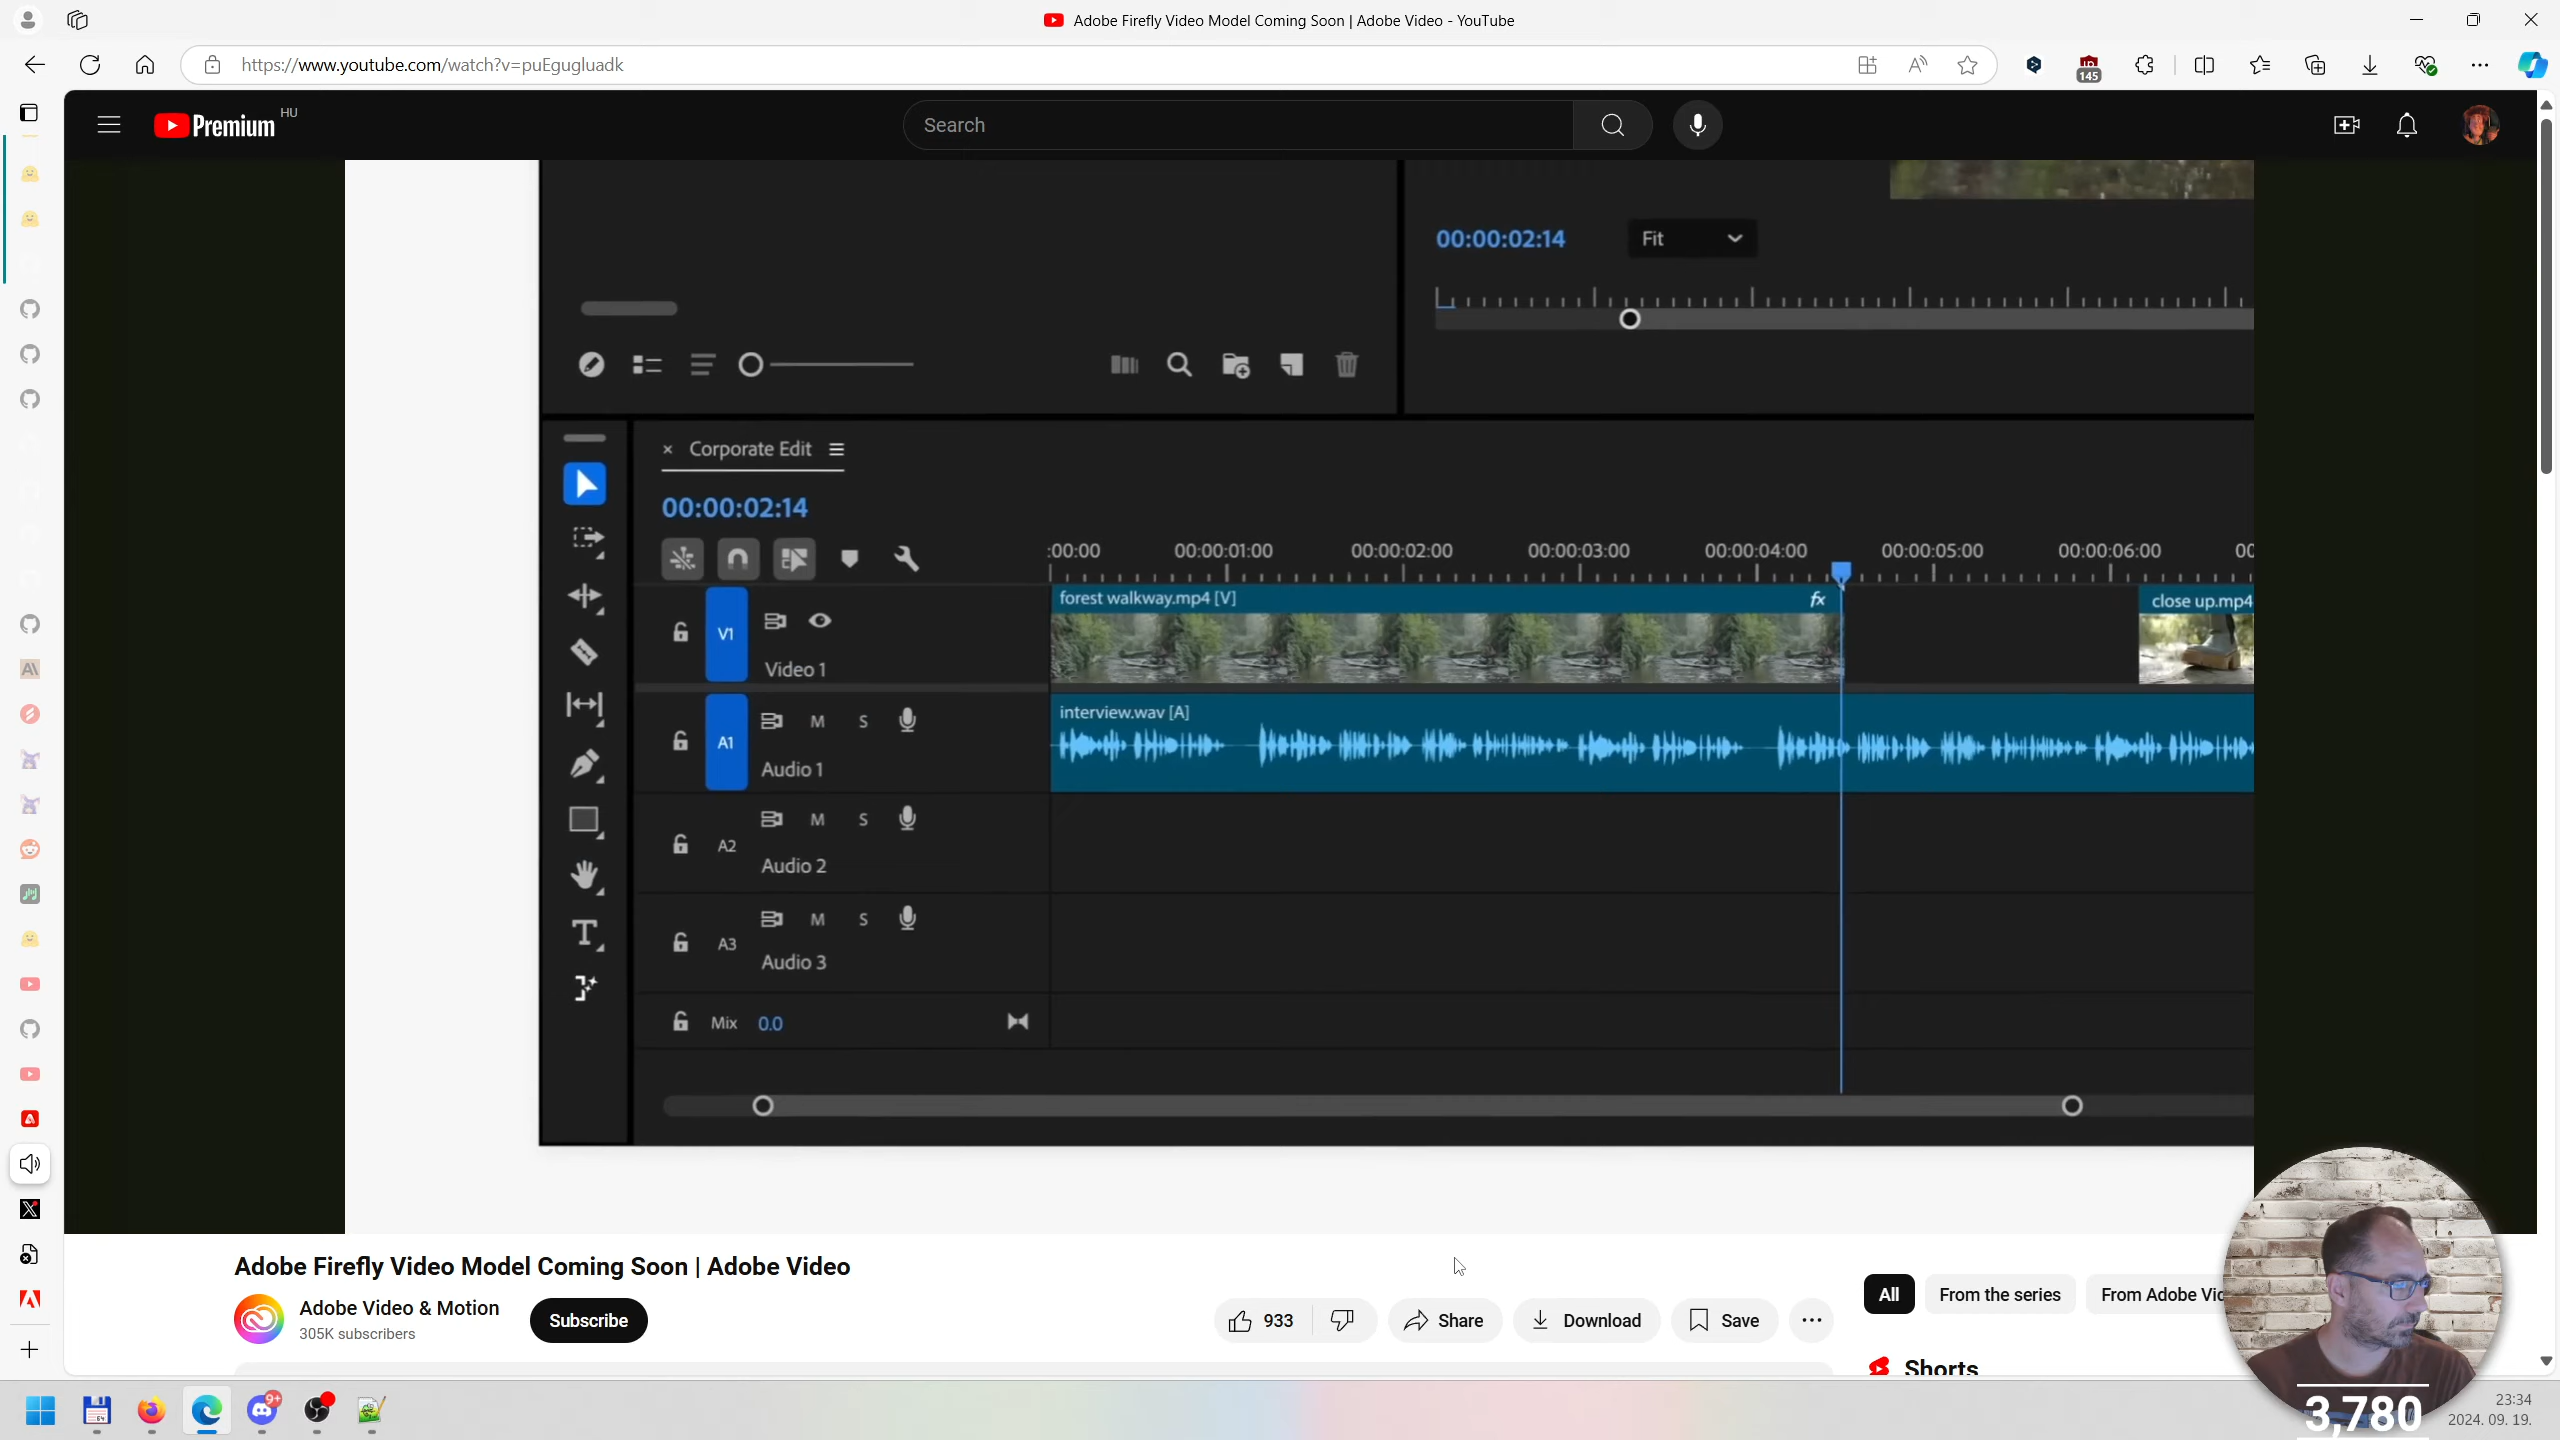 Adobe Firefly Video Model Coming Soon | Adobe Video - YouTube
https://www.youtube.com/watch?v=puEgugluadk
145
Premium HU
Search
00:00:02:14
Fit
× Corporate Edit
00:00:02:14
:00:00 00:00:01:00 00:00:02:00 00:00:03:00 00:00:04:00 00:00:05:00 00:00:06:00 00
forest walkway.mp4 [V] fx
close up.mp4
V1
Video 1
interview.wav [A]
A1 M S
Audio 1
A2 M S
Audio 2
A3 M S
Audio 3
Mix 0.0
Adobe Firefly Video Model Coming Soon | Adobe Video
Adobe Video & Motion
305K subscribers
Subscribe
933
Share
Download
Save
All
From the series
From Adobe Vid
Shorts
9+
64
3,780
23:34
2024. 09. 19.